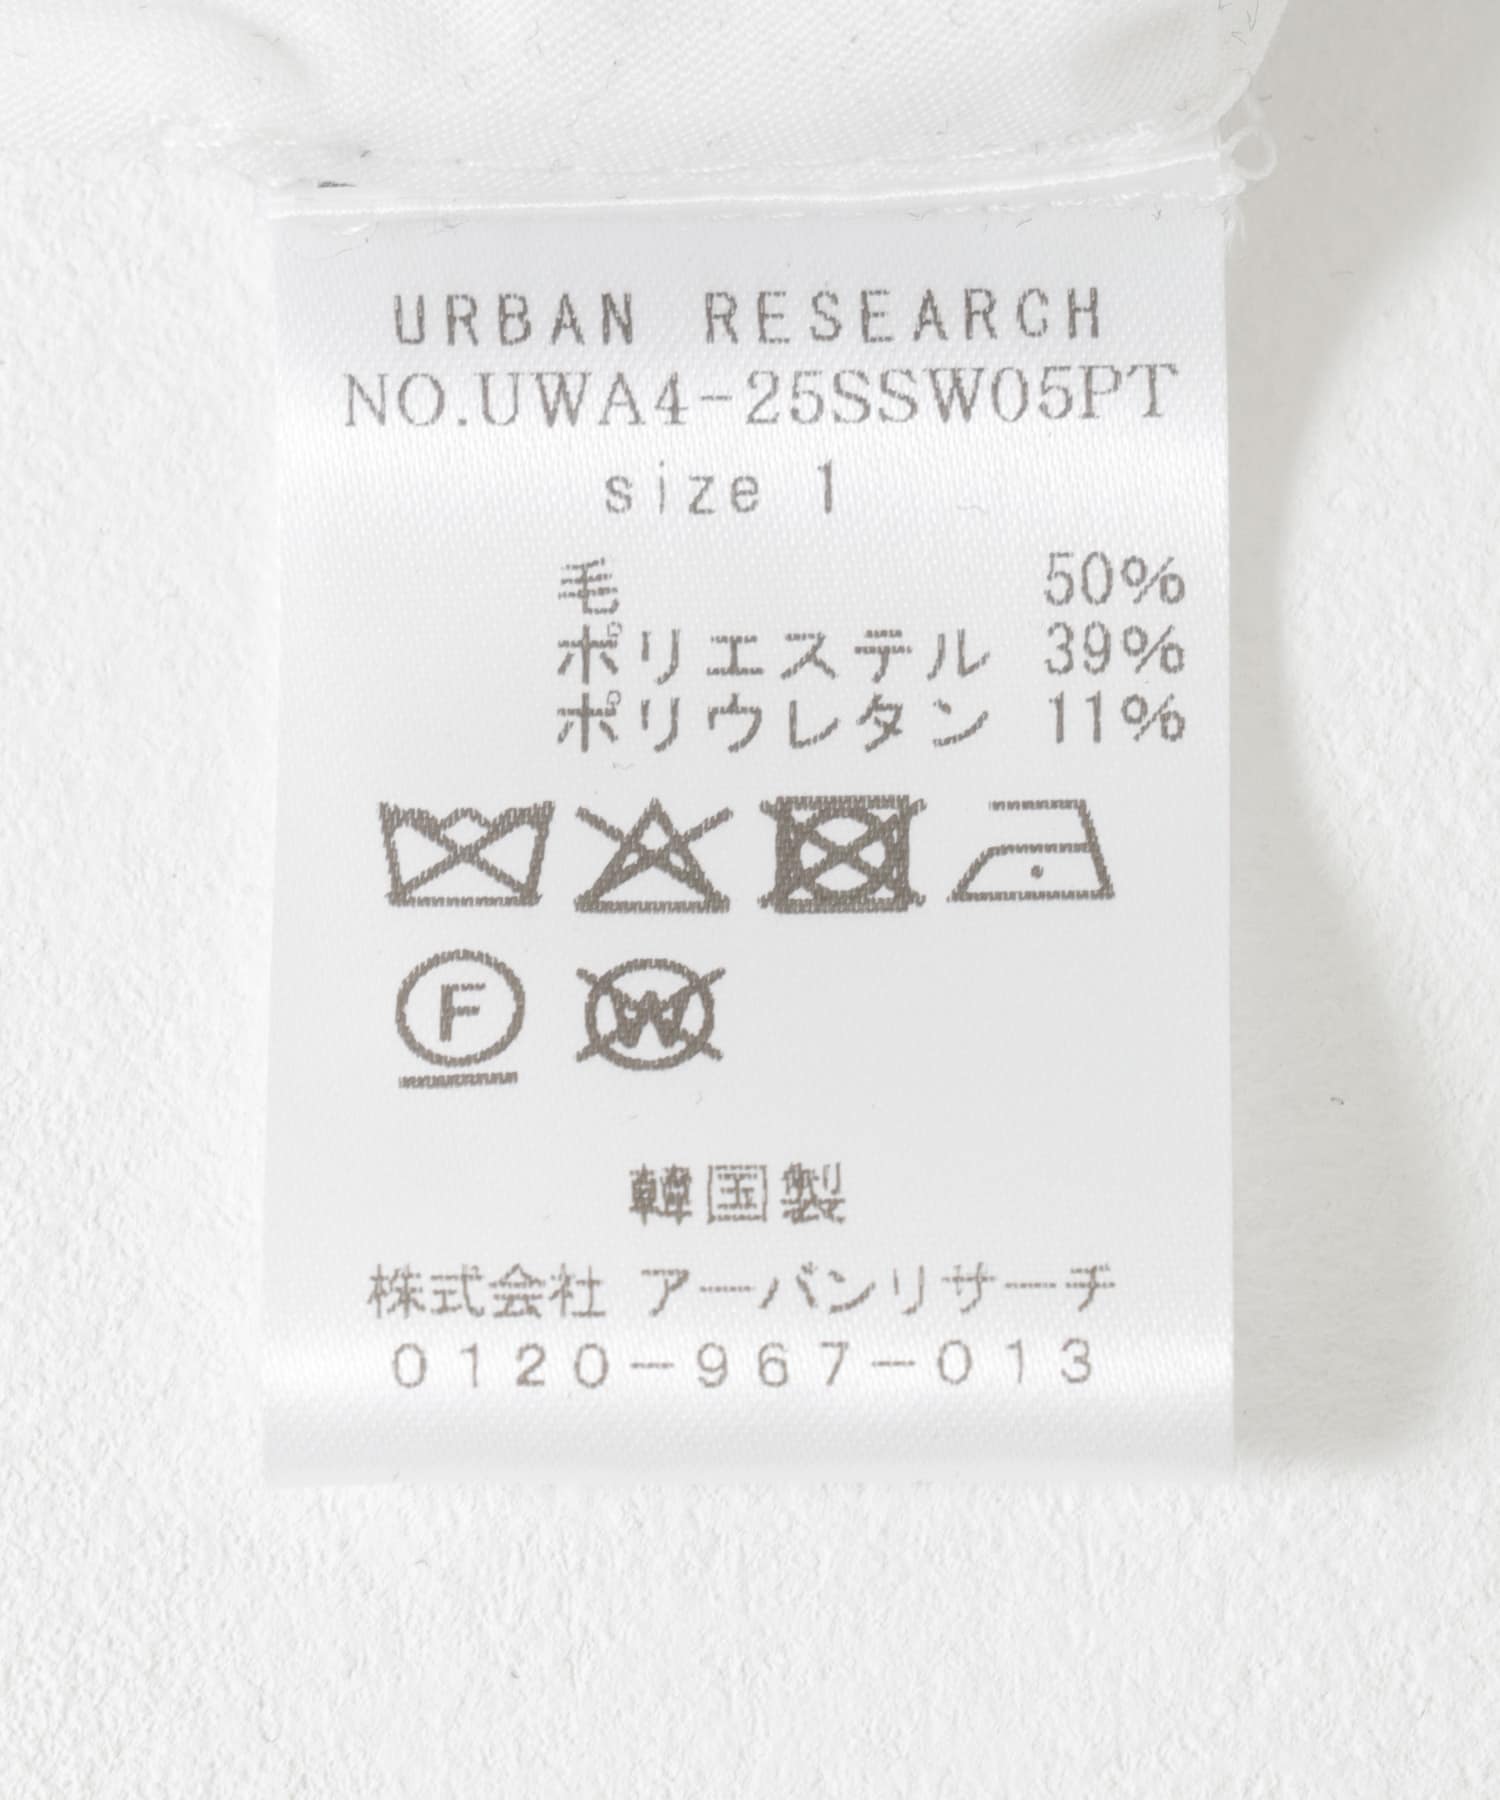 URBAN RESEARCH
NO.UWA4-25SSW05PT
size 1
毛 50%
ポリエステル 39%
ポリウレタン 11%
F W
韓国製
株式会社 アーバンリサーチ
0120-967-013